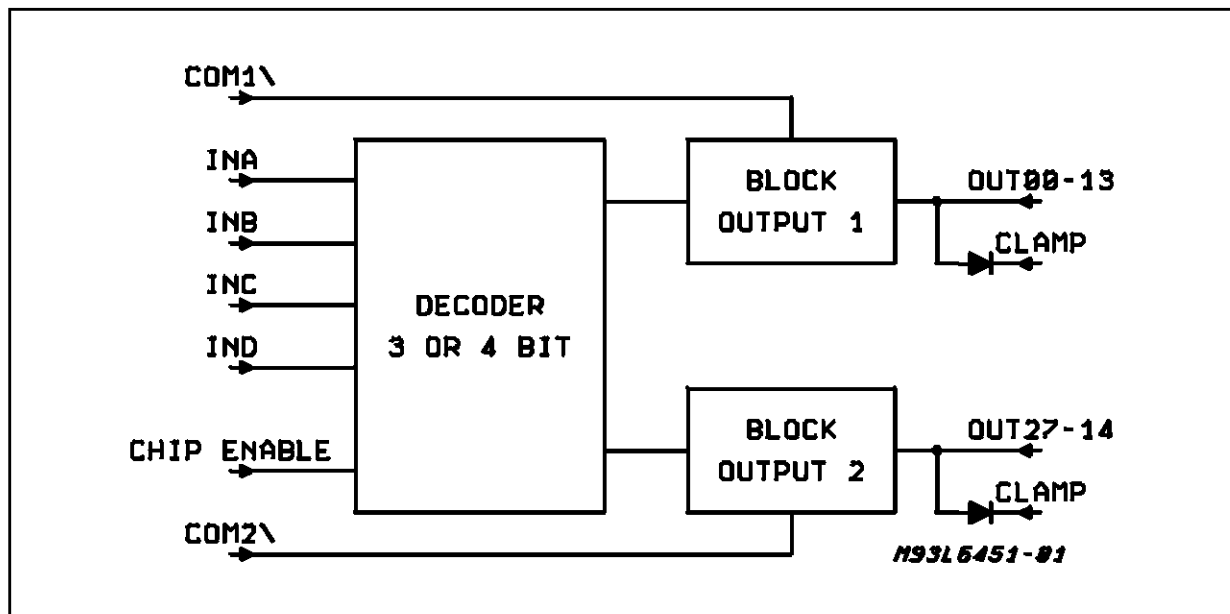 COM1\
INA
INB
INC
IND
CHIP ENABLE
COM2\
DECODER
3 OR 4 BIT
BLOCK
OUTPUT 1
OUT00-13
CLAMP
BLOCK
OUTPUT 2
OUT27-14
CLAMP
M93L6451-01